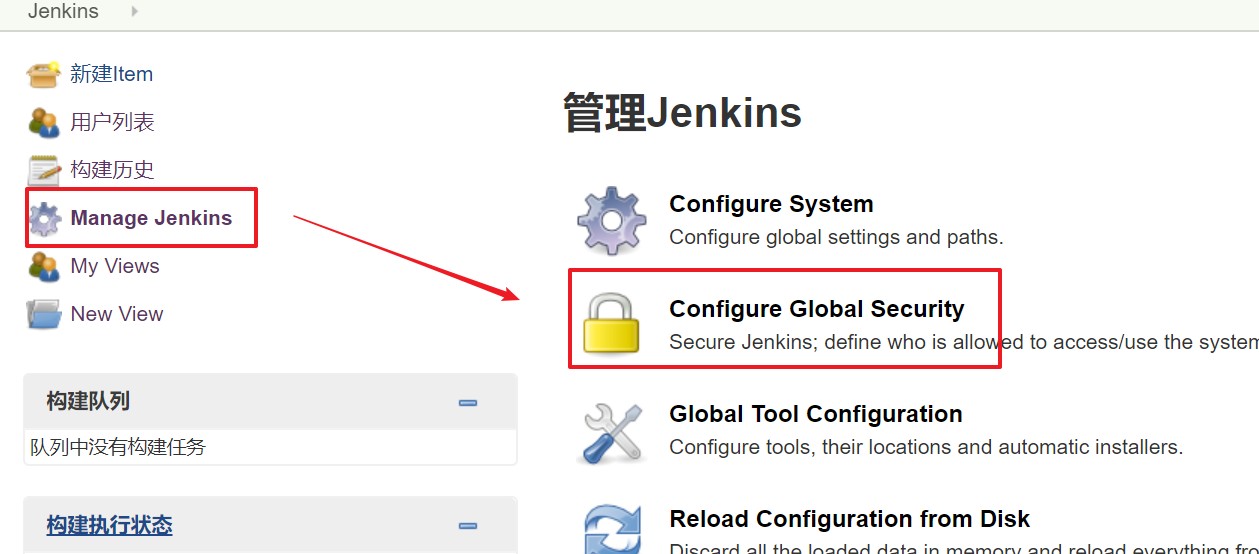 Jenkins
新建Item
用户列表
构建历史
Manage Jenkins
My Views
New View
构建队列
队列中没有构建任务
构建执行状态
管理Jenkins
Configure System
Configure global settings and paths.
Configure Global Security
Secure Jenkins; define who is allowed to access/use the system
Global Tool Configuration
Configure tools, their locations and automatic installers.
Reload Configuration from Disk
Discard all the loaded data in memory and reload everything from